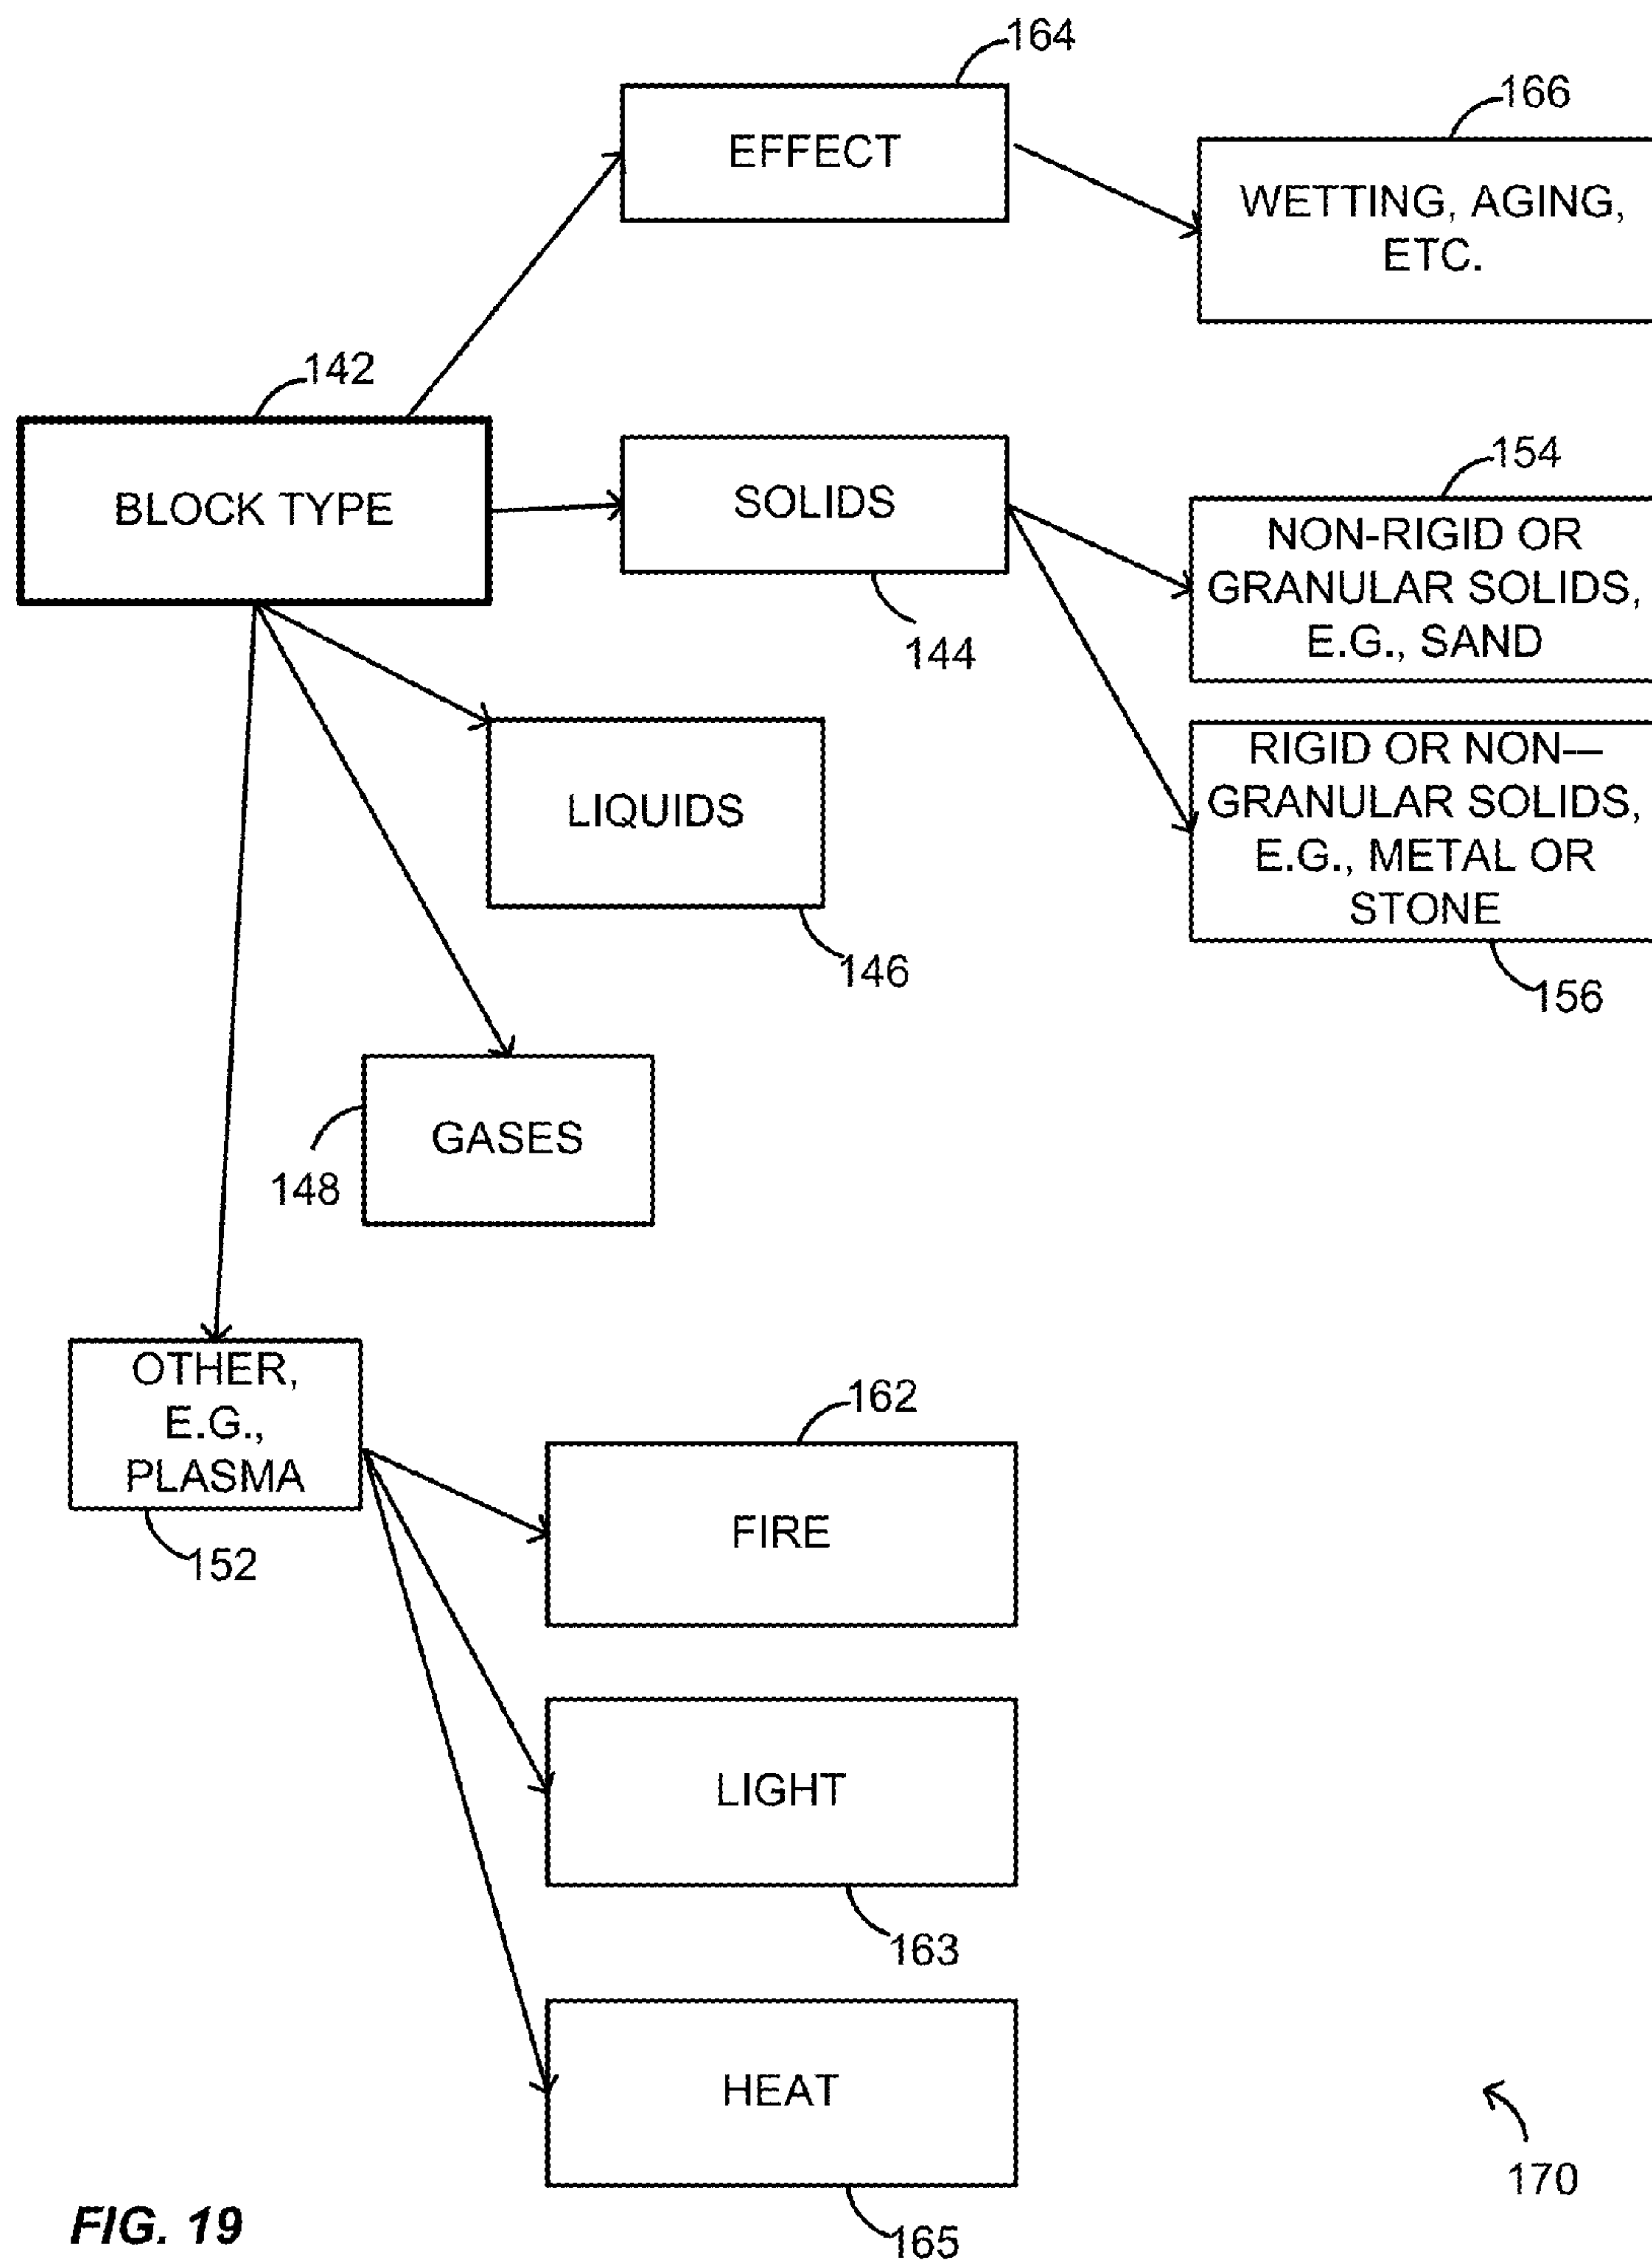 164
EFFECT
166
WETTING, AGING,
ETC.
142
BLOCK TYPE
SOLIDS
144
154
NON-RIGID OR
GRANULAR SOLIDS,
E.G., SAND
LIQUIDS
146
RIGID OR NON-–
GRANULAR SOLIDS,
E.G., METAL OR
STONE
156
GASES
148
OTHER,
E.G.,
PLASMA
152
162
FIRE
LIGHT
163
HEAT
165
170
FIG. 19